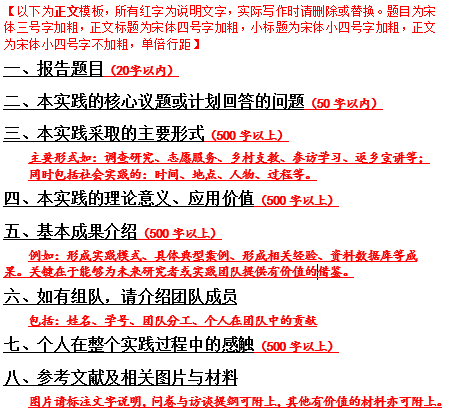 【以下为正文模板，所有红字为说明文字，实际写作时请删除或替换。题目为宋
体三号字加粗，正文标题为宋体四号字加粗，小标题为宋体小四号字加粗，正文
为宋体小四号字不加粗，单倍行距】
一、报告题目（20字以内）
二、本实践的核心议题或计划回答的问题（50 字以内）
三、本实践采取的主要形式（500 字以上）
主要形式如：调查研究、志愿服务、乡村支教、参访学习、返乡宣讲等；
同时包括社会实践的：时间、地点、人物、过程等。
四、本实践的理论意义、应用价值（500 字以上）
五、基本成果介绍（500 字以上）
例如：形成实践模式、具体典型案例、形成相关经验、资料数据库等成
果。关键在于能够为未来研究者或实践团队提供有价值的借鉴。
六、如有组队，请介绍团队成员
包括：姓名、学号、团队分工、个人在团队中的贡献
七、个人在整个实践过程中的感触（500 字以上）
八、参考文献及相关图片与材料
图片请标注文字说明，问卷与访谈提纲可附上，其他有价值的材料亦可附上。